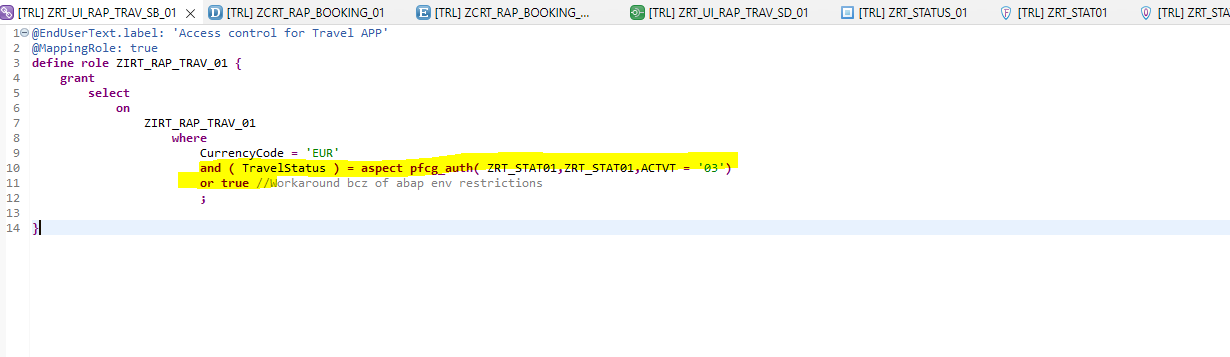 [TRL] ZRT_UI_RAP_TRAV_SB_01 [TRL] ZCRT_RAP_BOOKING_01 [TRL] ZCRT_RAP_BOOKING_... [TRL] ZRT_UI_RAP_TRAV_SD_01 [TRL] ZRT_STATUS_01 [TRL] ZRT_STAT01 [TRL] ZRT_STA
1 @EndUserText.label: 'Access control for Travel APP'
2 @MappingRole: true
3 define role ZIRT_RAP_TRAV_01 {
4 grant
5 select
6 on
7 ZIRT_RAP_TRAV_01
8 where
9 CurrencyCode = 'EUR'
10 and ( TravelStatus ) = aspect pfcg_auth( ZRT_STAT01,ZRT_STAT01,ACTVT = '03')
11 or true //Workaround bcz of abap env restrictions
12 ;
13
14 }